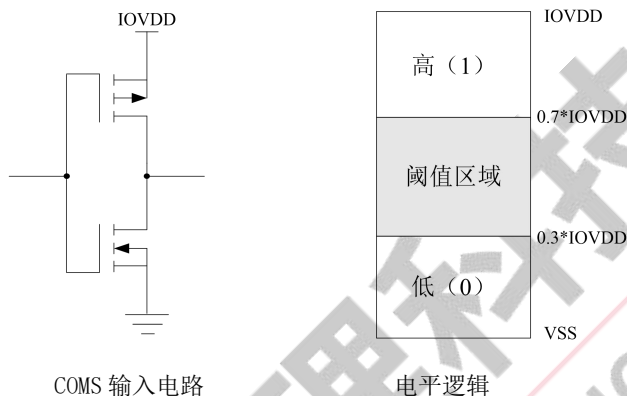 IOVDD
COMS 输入电路
IOVDD
高（1）
0.7*IOVDD
阈值区域
0.3*IOVDD
低（0）
VSS
电平逻辑